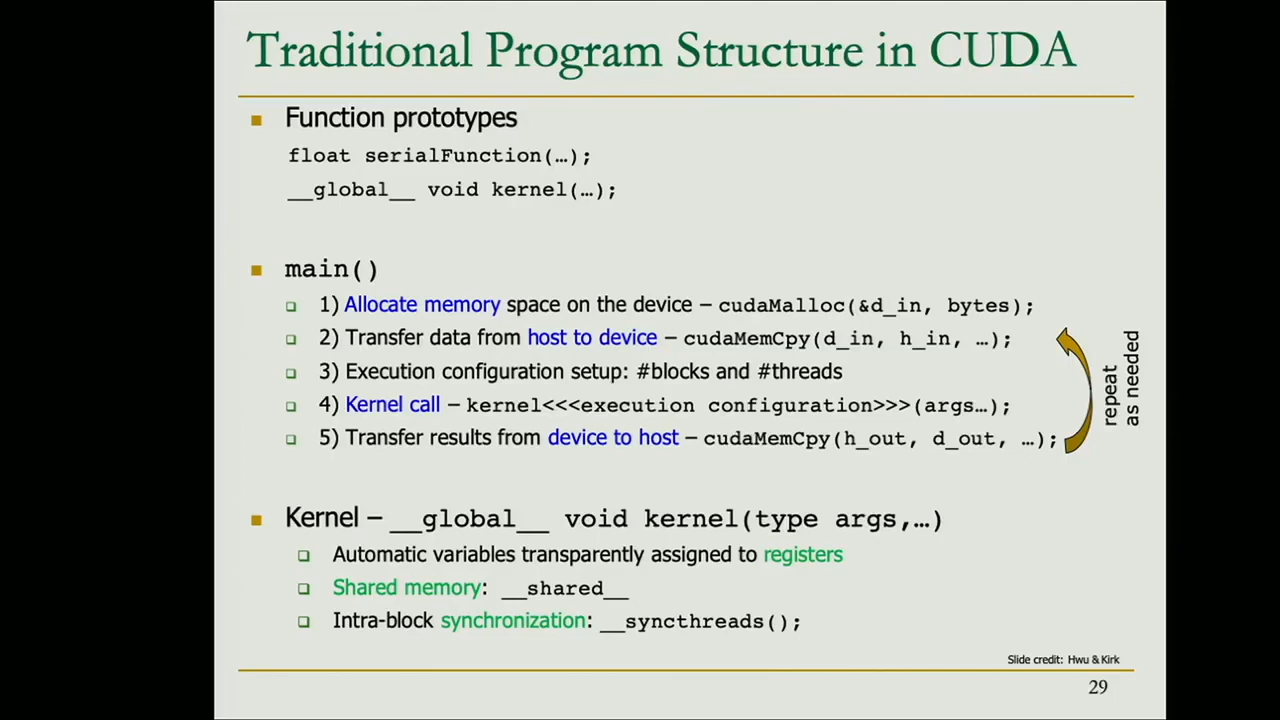 Traditional Program Structure in CUDA
Function prototypes
float serialFunction(…);
__global__ void kernel(…);
main()
1) Allocate memory space on the device – cudaMalloc(&d_in, bytes);
2) Transfer data from host to device – cudaMemCpy(d_in, h_in, …);
3) Execution configuration setup: #blocks and #threads
4) Kernel call – kernel<<<execution configuration>>>(args…);
5) Transfer results from device to host – cudaMemCpy(h_out, d_out, …);
repeat
as needed
Kernel – __global__ void kernel(type args,…)
Automatic variables transparently assigned to registers
Shared memory: __shared__
Intra-block synchronization: __syncthreads();
Slide credit: Hwu & Kirk
29